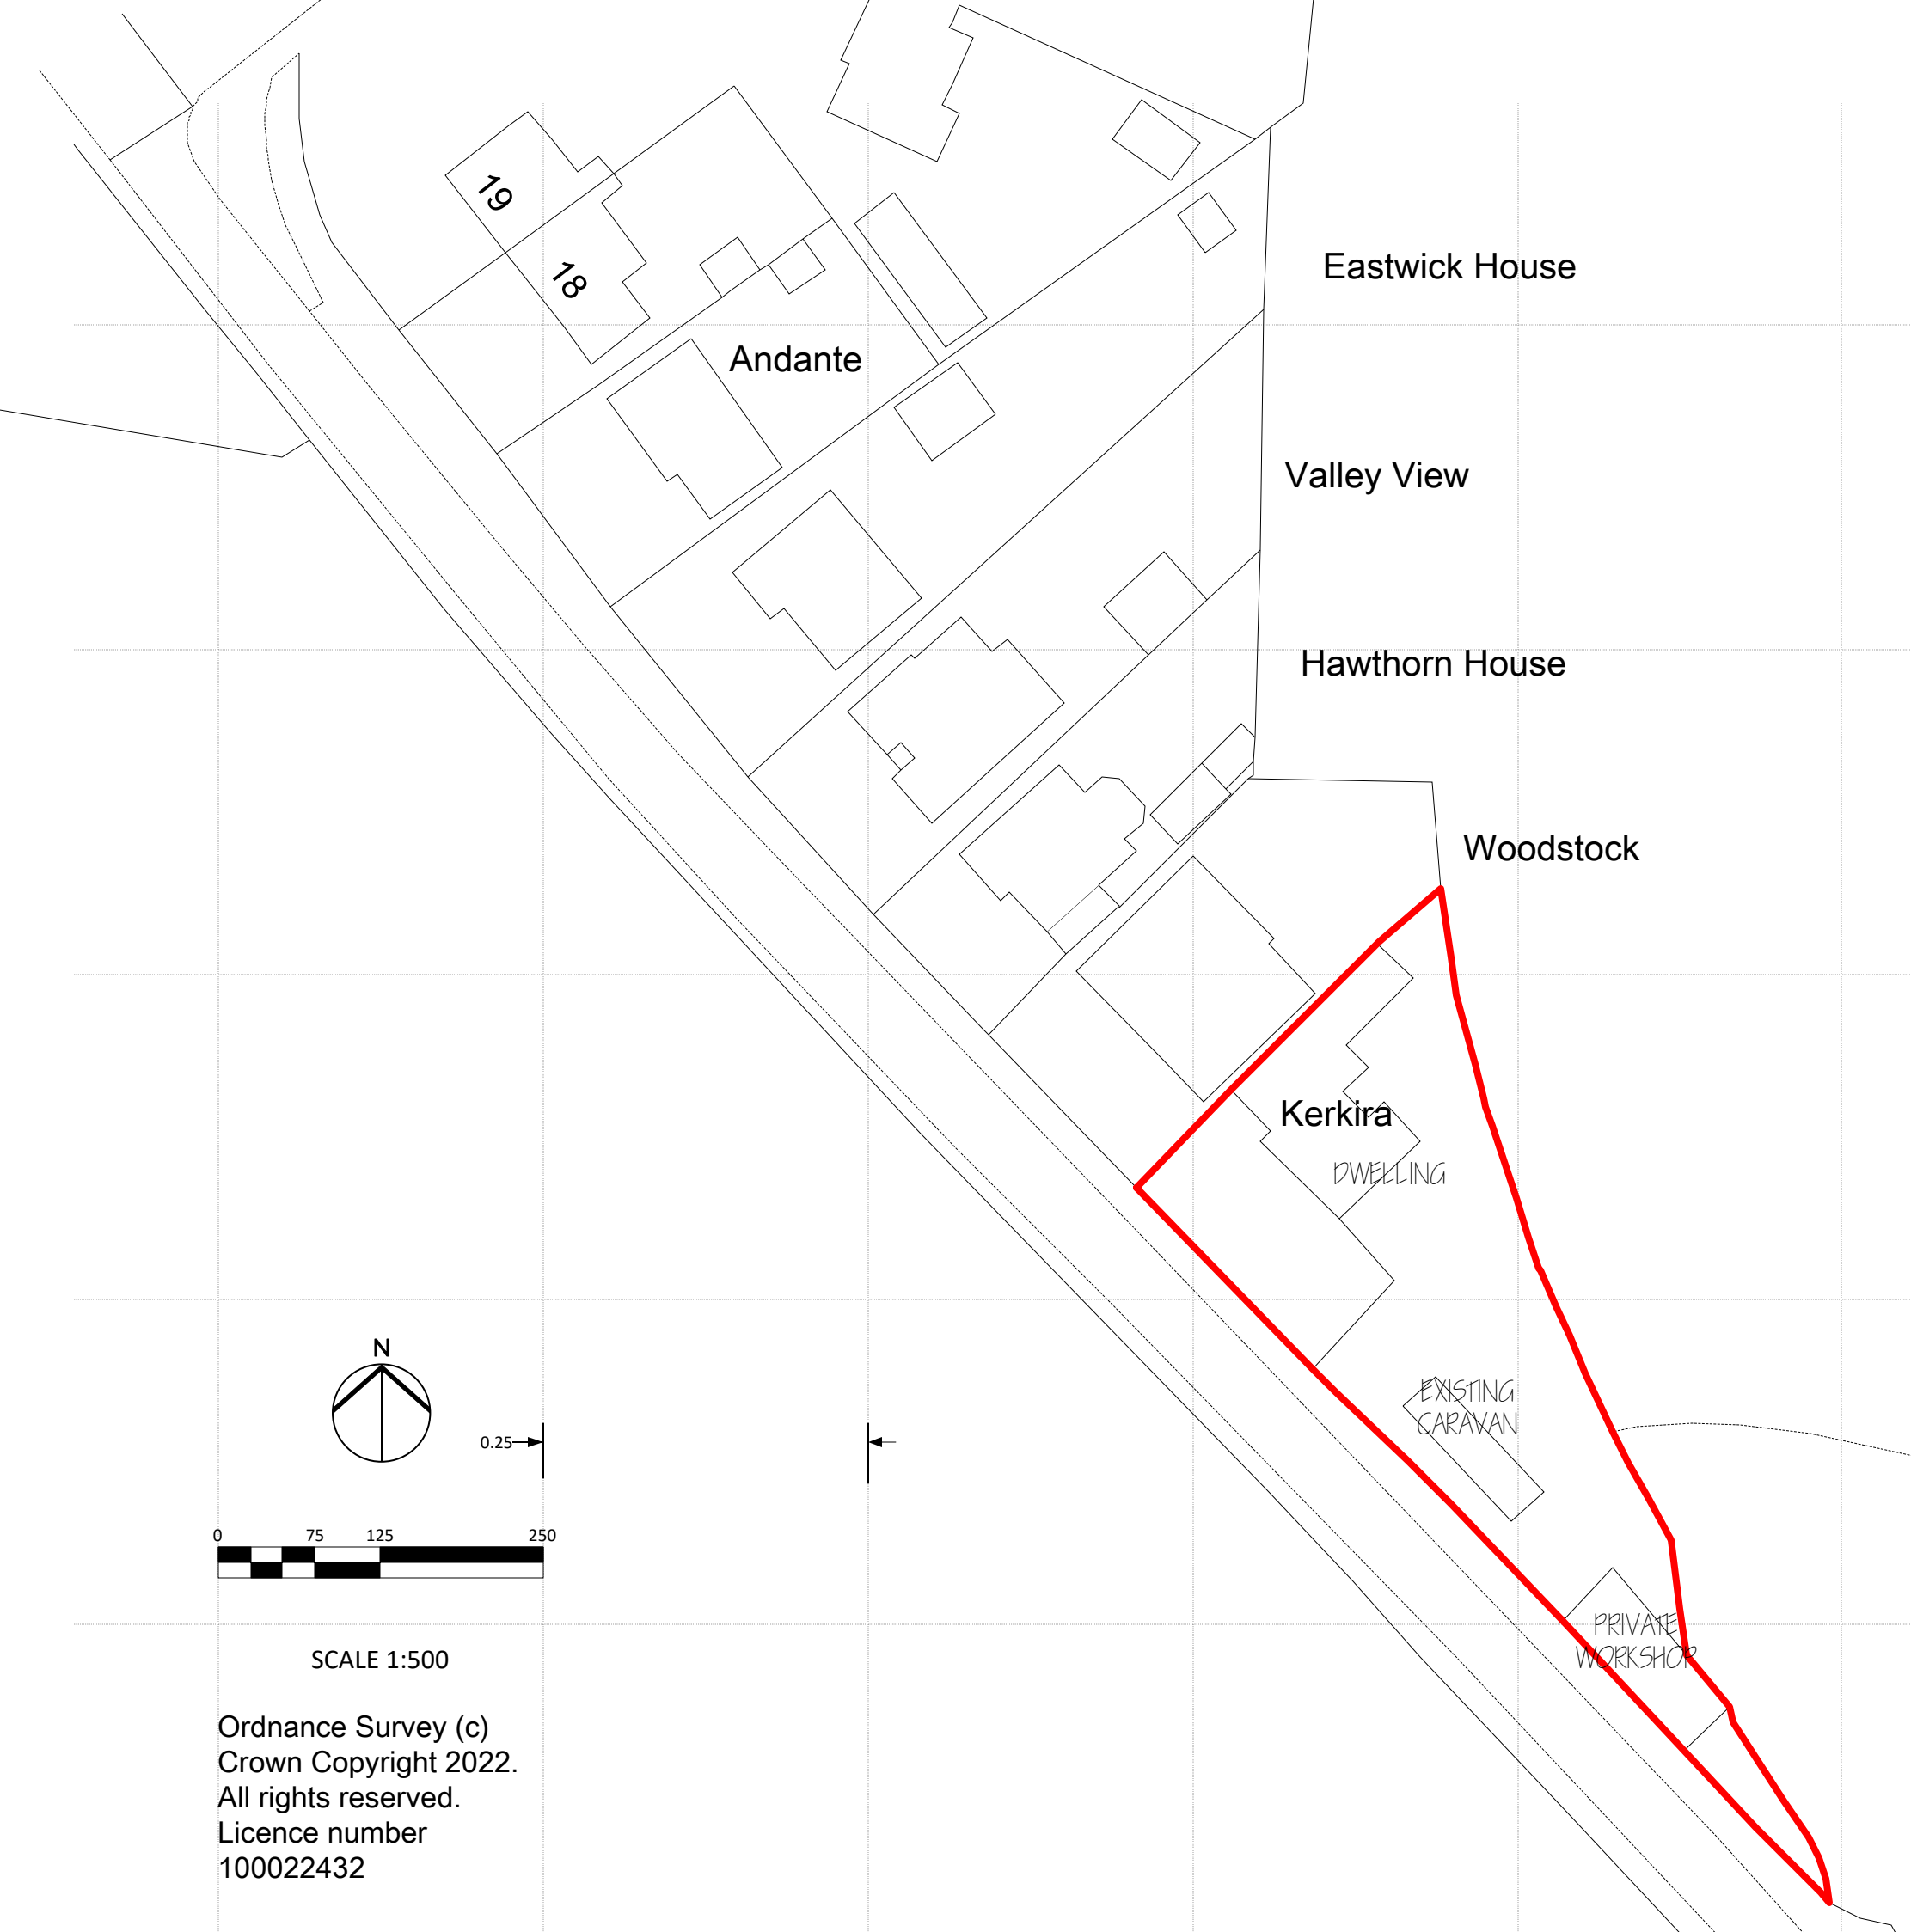 19
18
Eastwick House
Andante
Valley View
Hawthorn House
Woodstock
Kerkira
DWELLING
N
EXISTING
CARAVAN
0.25
0 75 125 250
PRIVATE
WORKSHOP
SCALE 1:500
Ordnance Survey (c)
Crown Copyright 2022.
All rights reserved.
Licence number
100022432